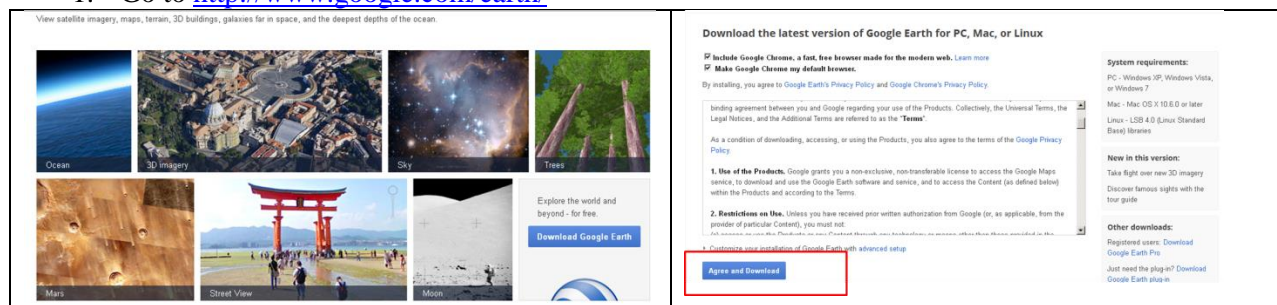 1. Go to http://www.google.com/earth/
View satellite imagery, maps, terrain, 3D buildings, galaxies far in space, and the deepest depths of the ocean.
Ocean
3D imagery
Sky
Trees
Mars
Street View
Moon
Explore the world and
beyond - for free.
Download Google Earth
Download the latest version of Google Earth for PC, Mac, or Linux
Include Google Chrome, a fast, free browser made for the modern web. Learn more
Make Google Chrome my default browser.
By installing, you agree to Google Earth's Privacy Policy and Google Chrome's Privacy Policy.
binding agreement between you and Google regarding your use of the Products. Collectively, the Universal Terms, the
Legal Notices, and the Additional Terms are referred to as the "Terms".
As a condition of downloading, accessing, or using the Products, you also agree to the terms of the Google Privacy
Policy.
1. Use of the Products. Google grants you a non-exclusive, non-transferable license to access the Google Maps
service, to download and use the Google Earth software and service, and to access the Content (as defined below)
within the Products and according to the Terms.
2. Restrictions on Use. Unless you have received prior written authorization from Google (or, as applicable, from the
provider of particular Content), you must not:
Customize your installation of Google Earth with advanced setup
Agree and Download
System requirements:
PC - Windows XP, Windows Vista,
or Windows 7
Mac - Mac OS X 10.6.0 or later
Linux - LSB 4.0 (Linux Standard
Base) libraries
New in this version:
Take flight over new 3D imagery
Discover famous sights with the
tour guide
Other downloads:
Registered users: Download
Google Earth Pro
Just need the plug-in? Download
Google Earth plug-in